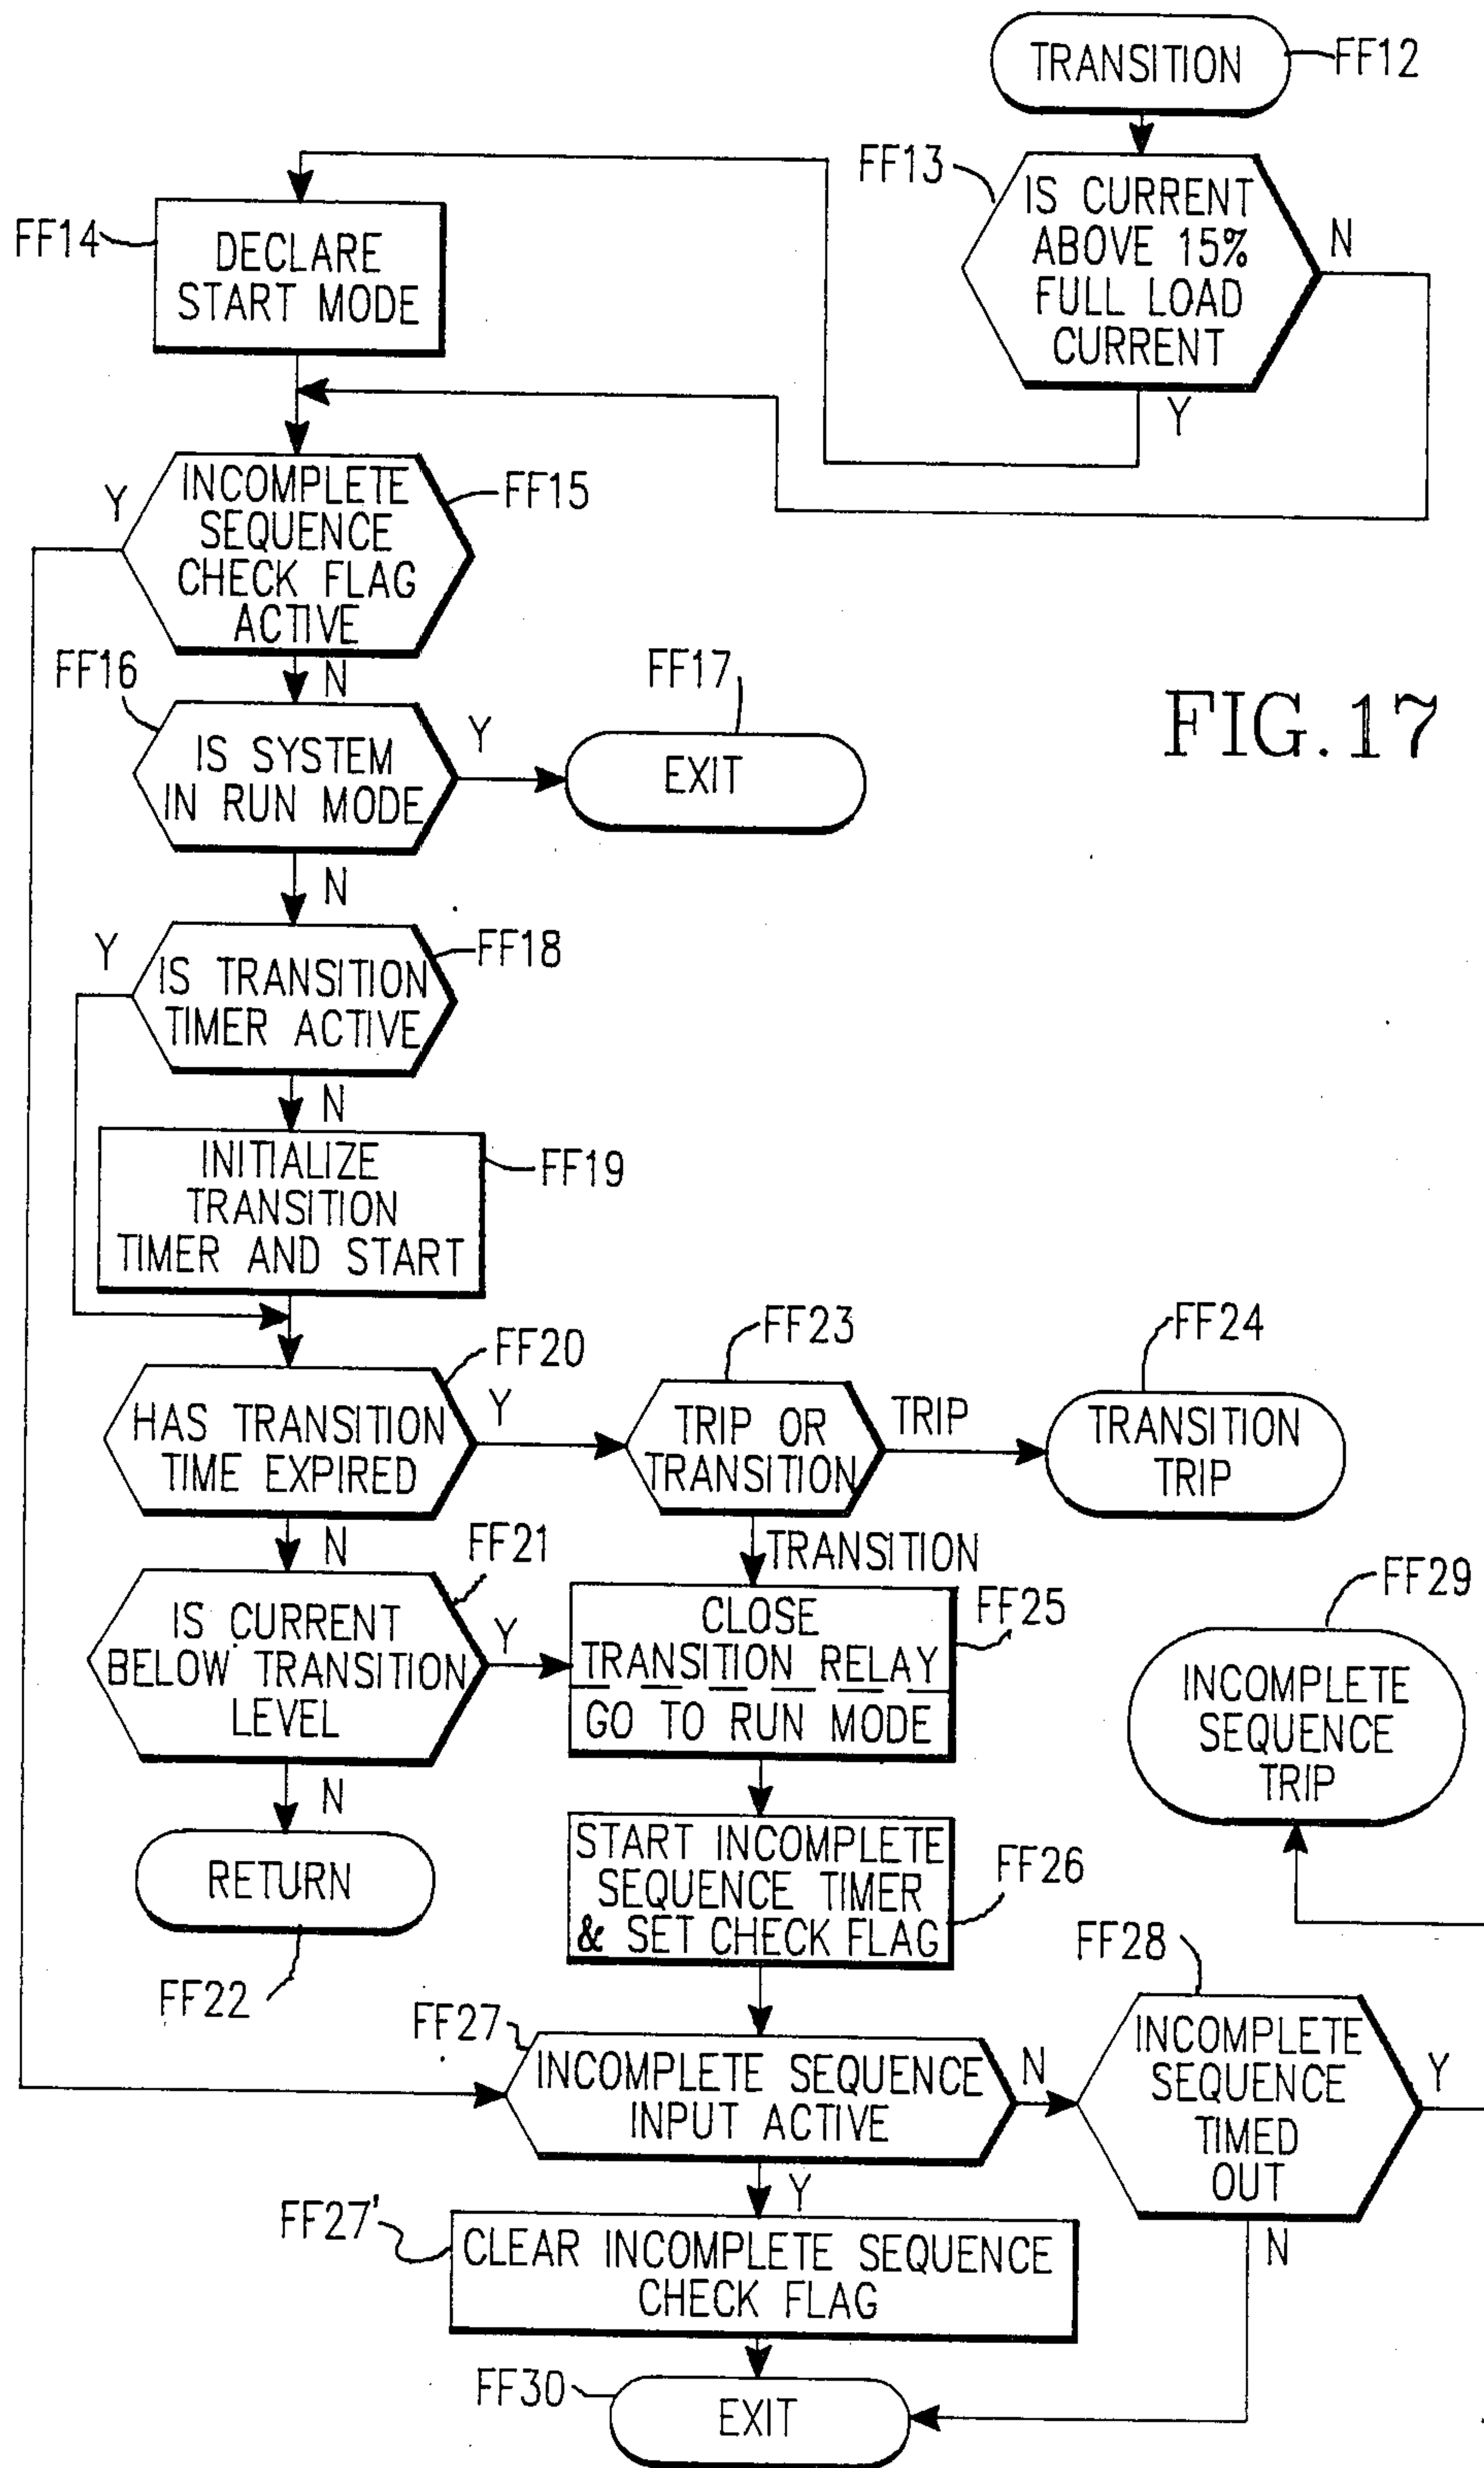 TRANSITION
FF12
FF13
IS CURRENT
ABOVE 15%
FULL LOAD
CURRENT
N
Y
FF14
DECLARE
START MODE
Y
INCOMPLETE
SEQUENCE
CHECK FLAG
ACTIVE
FF15
N
FF16
IS SYSTEM
IN RUN MODE
Y
FF17
EXIT
FIG. 17
N
Y
IS TRANSITION
TIMER ACTIVE
FF18
N
INITIALIZE
TRANSITION
TIMER AND START
FF19
HAS TRANSITION
TIME EXPIRED
FF20
Y
FF23
TRIP OR
TRANSITION
TRIP
FF24
TRANSITION
TRIP
N
TRANSITION
IS CURRENT
BELOW TRANSITION
LEVEL
FF21
Y
CLOSE
TRANSITION RELAY
GO TO RUN MODE
FF25
FF29
INCOMPLETE
SEQUENCE
TRIP
N
RETURN
FF22
START INCOMPLETE
SEQUENCE TIMER
& SET CHECK FLAG
FF26
FF27
INCOMPLETE SEQUENCE
INPUT ACTIVE
N
FF28
INCOMPLETE
SEQUENCE
TIMED
OUT
Y
Y
N
FF27'
CLEAR INCOMPLETE SEQUENCE
CHECK FLAG
FF30
EXIT